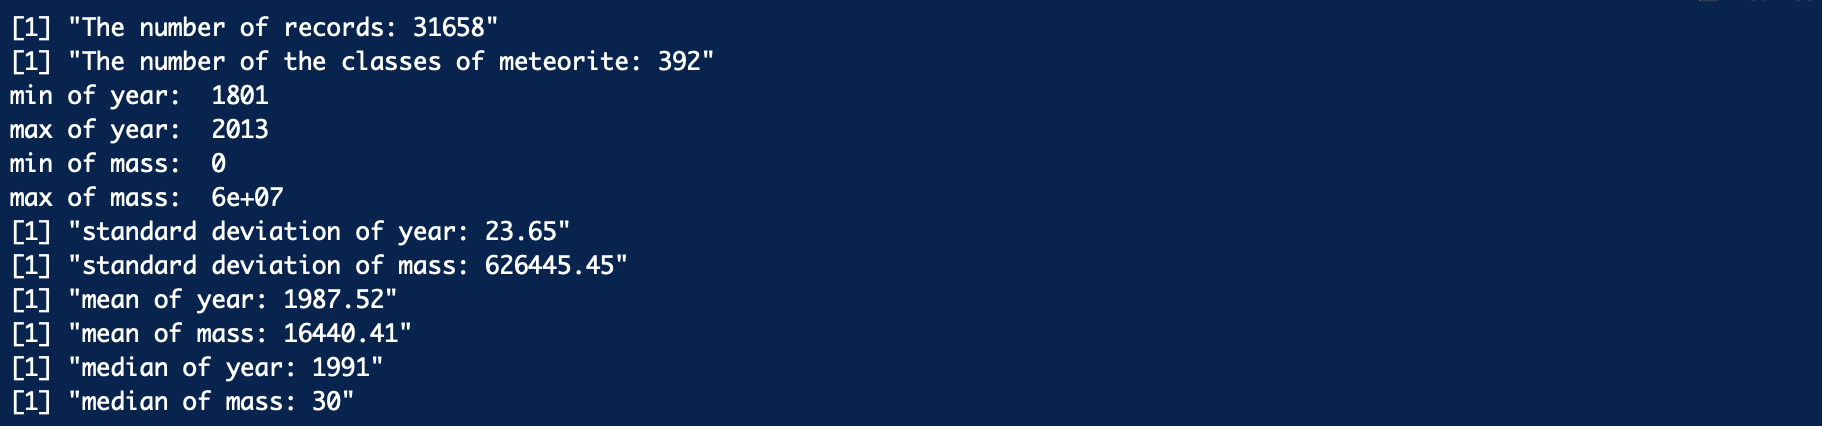 [1] "The number of records: 31658"
[1] "The number of the classes of meteorite: 392"
min of year:  1801
max of year:  2013
min of mass:  0
max of mass:  6e+07
[1] "standard deviation of year: 23.65"
[1] "standard deviation of mass: 626445.45"
[1] "mean of year: 1987.52"
[1] "mean of mass: 16440.41"
[1] "median of year: 1991"
[1] "median of mass: 30"